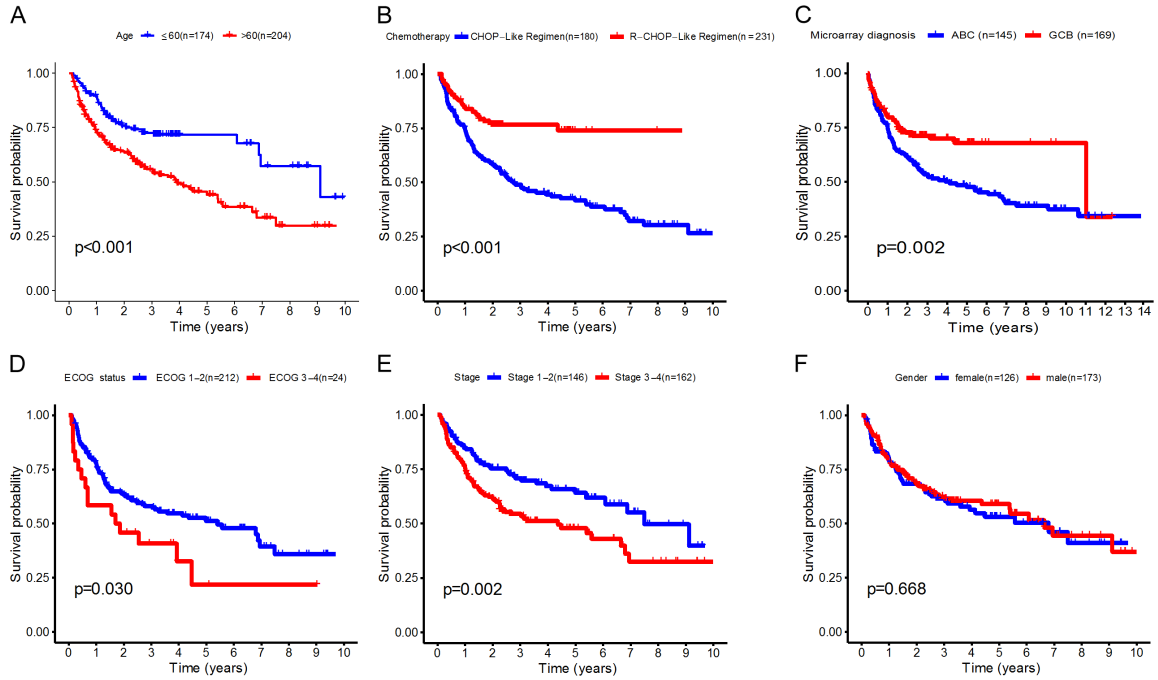 A
Age ≤60(n=174) >60(n=204)
Survival probability
1.00
0.75
0.50
0.25
0.00
p<0.001
0 1 2 3 4 5 6 7 8 9 10
Time (years)
B
Chemotherapy CHOP-Like Regimen(n=180) R-CHOP-Like Regimen(n=231)
Survival probability
1.00
0.75
0.50
0.25
0.00
p<0.001
0 1 2 3 4 5 6 7 8 9 10
Time (years)
C
Microarray diagnosis ABC (n=145) GCB (n=169)
Survival probability
1.00
0.75
0.50
0.25
0.00
p=0.002
0 1 2 3 4 5 6 7 8 9 10 11 12 13 14
Time (years)
D
ECOG status ECOG 1-2(n=212) ECOG 3-4(n=24)
Survival probability
1.00
0.75
0.50
0.25
0.00
p=0.030
0 1 2 3 4 5 6 7 8 9 10
Time (years)
E
Stage Stage 1-2(n=146) Stage 3-4(n=162)
Survival probability
1.00
0.75
0.50
0.25
0.00
p=0.002
0 1 2 3 4 5 6 7 8 9 10
Time (years)
F
Gender female(n=126) male(n=173)
Survival probability
1.00
0.75
0.50
0.25
0.00
p=0.668
0 1 2 3 4 5 6 7 8 9 10
Time (years)